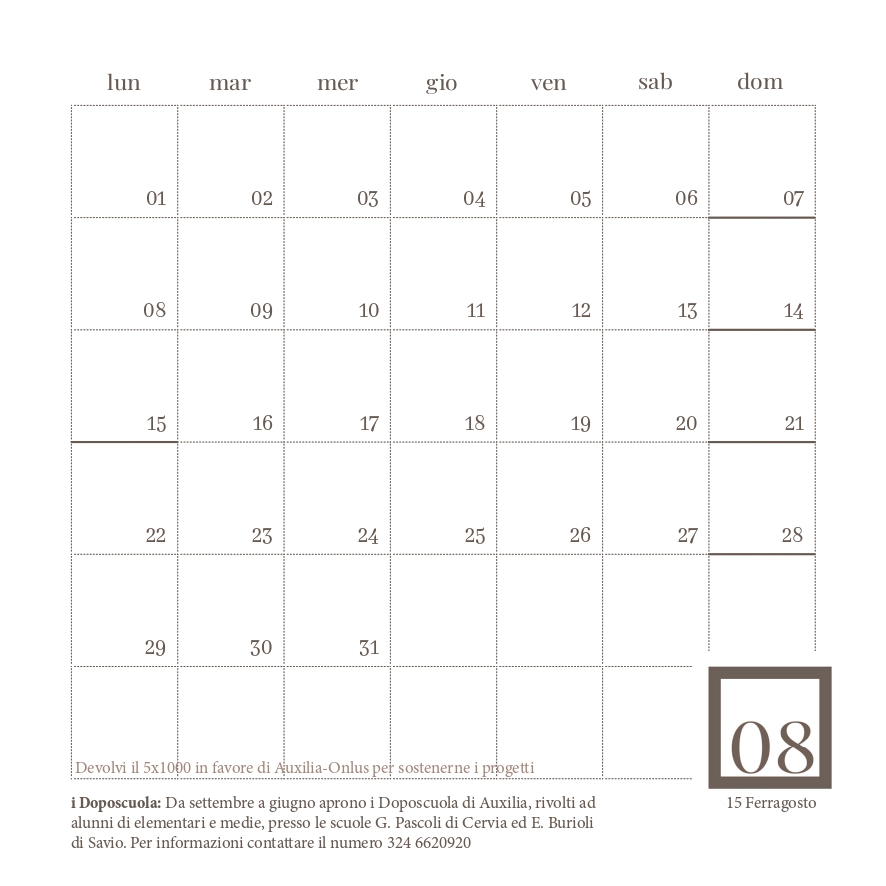 lun mar mer gio ven sab dom
01 02 03 04 05 06 07
08 09 10 11 12 13 14
15 16 17 18 19 20 21
22 23 24 25 26 27 28
29 30 31
08
Devolvi il 5x1000 in favore di Auxilia-Onlus per sostenerne i progetti
i Doposcuola: Da settembre a giugno aprono i Doposcuola di Auxilia, rivolti ad
alunni di elementari e medie, presso le scuole G. Pascoli di Cervia ed E. Burioli
di Savio. Per informazioni contattare il numero 324 6620920
15 Ferragosto